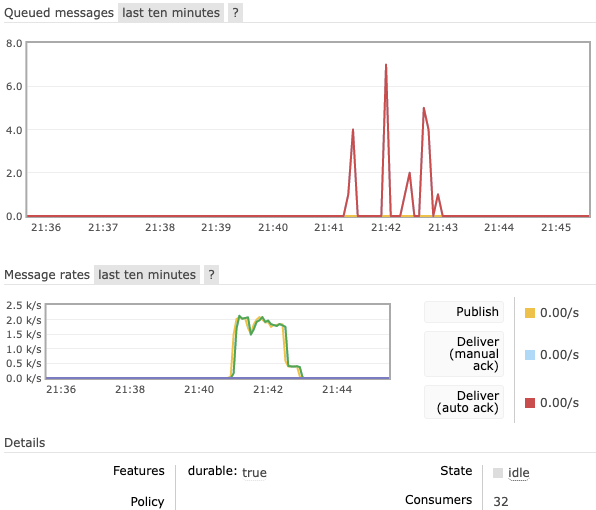 Queued messages last ten minutes ?
8.0
6.0
4.0
2.0
0.0
21:36 21:37 21:38 21:39 21:40 21:41 21:42 21:43 21:44 21:45
Message rates last ten minutes ?
2.5 k/s
2.0 k/s
1.5 k/s
1.0 k/s
0.5 k/s
0.0 k/s
21:36 21:38 21:40 21:42 21:44
Publish 0.00/s
Deliver
(manual 0.00/s
ack)
Deliver
(auto ack) 0.00/s
Details
Features durable: true
Policy
State idle
Consumers 32